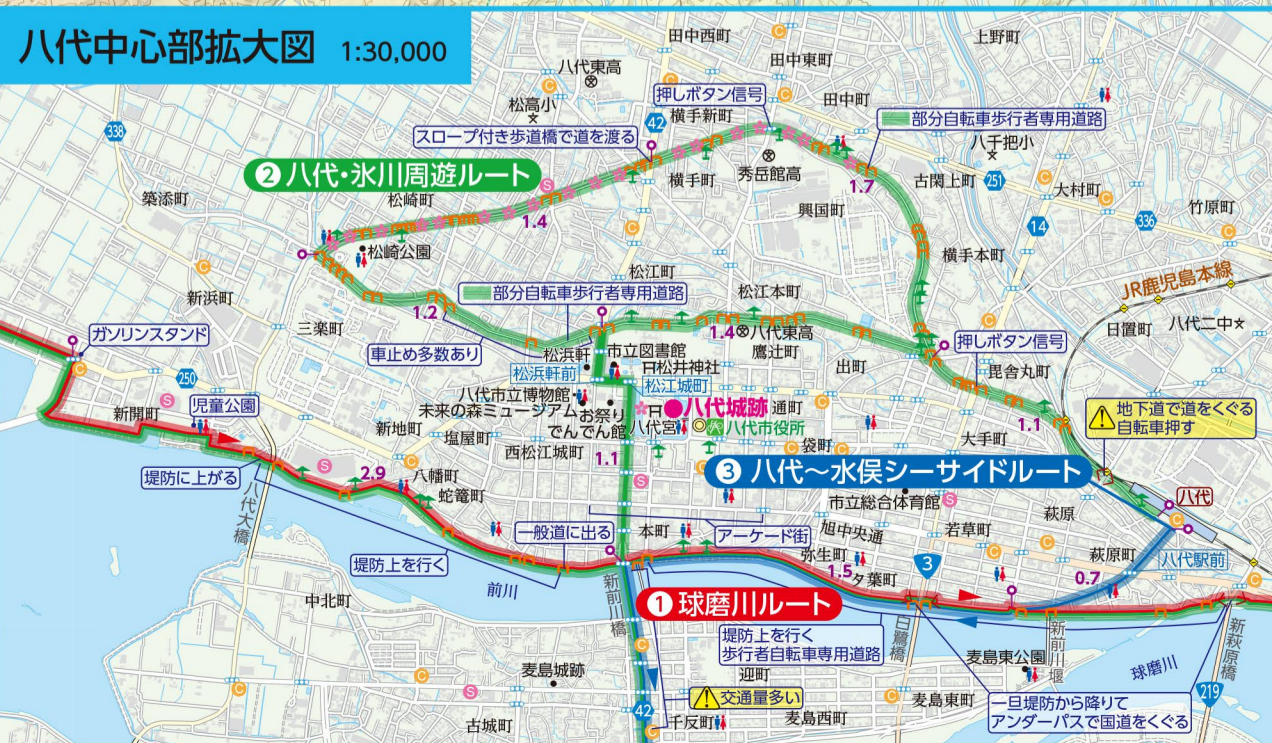 八代中心部拡大図 1:30,000
田中西町
上野町
田中東町
八代東高
松高小
押しボタン信号
田中町
42
横手新町
338
スロープ付き歩道橋で道を渡る
部分自転車歩行者専用道路
八千把小
❷ 八代・氷川周遊ルート
横手町
秀岳館高
1.7
古閑上町
251
大村町
築添町
松崎町
S
竹原町
1.4
興国町
14
336
松崎公園
横手本町
JR鹿児島本線
新浜町
松江町
部分自転車歩行者専用道路
松江本町
1.2
三楽町
1.4
八代東高
日置町
八代二中
ガソリンスタンド
鷹辻町
車止め多数あり
松浜軒
市立図書館
出町
押しボタン信号
松浜軒前
松井神社
昆舎丸町
250
松江城町
八代市立博物館
未来の森ミュージアム
お祭り
でんでん館
八代城跡
通町
新開町
児童公園
八代宮
八代市役所
1.1
地下道で道をくぐる
自転車押す
新地町
塩屋町
袋町
大手町
西松江城町
1.1
堤防に上がる
2.9
八幡町
❸ 八代～水俣シーサイドルート
蛇籠町
市立総合体育館
八代
八代大橋
一般道に出る
本町
アーケード街
旭中央通
若草町
萩原
堤防上を行く
弥生町
3
萩原町
八代駅前
1.5
夕葉町
0.7
前川
中北町
新前川橋
❶ 球磨川ルート
堤防上を行く
歩行者自転車専用道路
白鷺橋
新前川堰
新萩原橋
麦島城跡
麦島東公園
球磨川
迎町
交通量多い
42
麦島東町
一旦堤防から降りて
アンダーパスで国道をくぐる
219
古城町
千反町
麦島西町